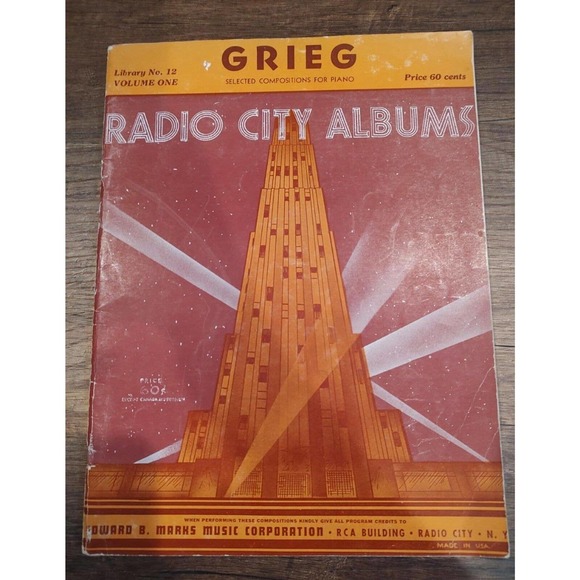 GRIEG
Library No. 12
VOLUME ONE
SELECTED COMPOSITIONS FOR PIANO
Price 60 cents
RADIO CITY ALBUMS
PRICE
60¢
EXCEPT CANADA &
WHEN PERFORMING THESE COMPOSITIONS KINDLY GIVE ALL PROGRAM CREDITS TO
DWARD B. MARKS MUSIC CORPORATION • RCA BUILDING • RADIO CITY • N. Y
MADE IN U.S.A.